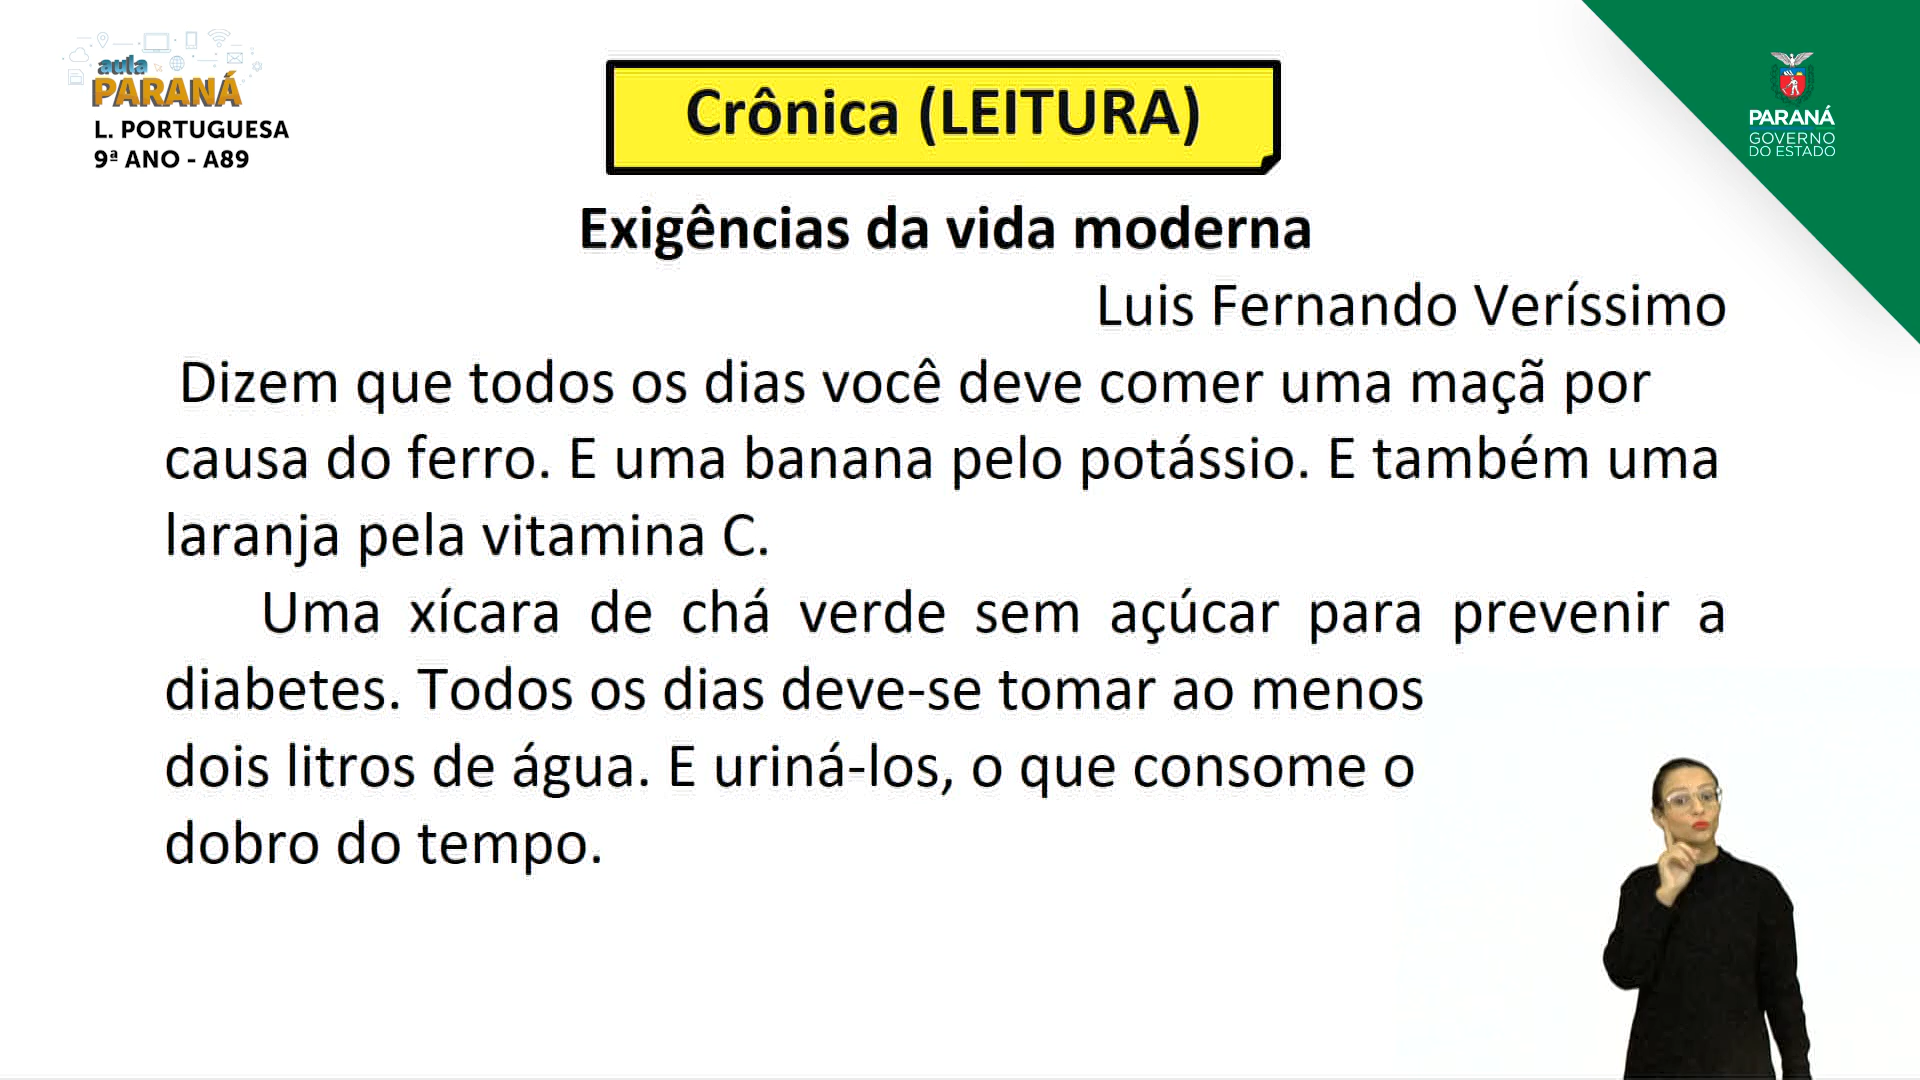 aula
PARANÁ
L. PORTUGUESA
9ª ANO - A89
Crônica (LEITURA)
PARANÁ
GOVERNO
DO ESTADO
Exigências da vida moderna
Luis Fernando Veríssimo
Dizem que todos os dias você deve comer uma maçã por
causa do ferro. E uma banana pelo potássio. E também uma
laranja pela vitamina C.
Uma xícara de chá verde sem açúcar para prevenir a
diabetes. Todos os dias deve-se tomar ao menos
dois litros de água. E uriná-los, o que consome o
dobro do tempo.